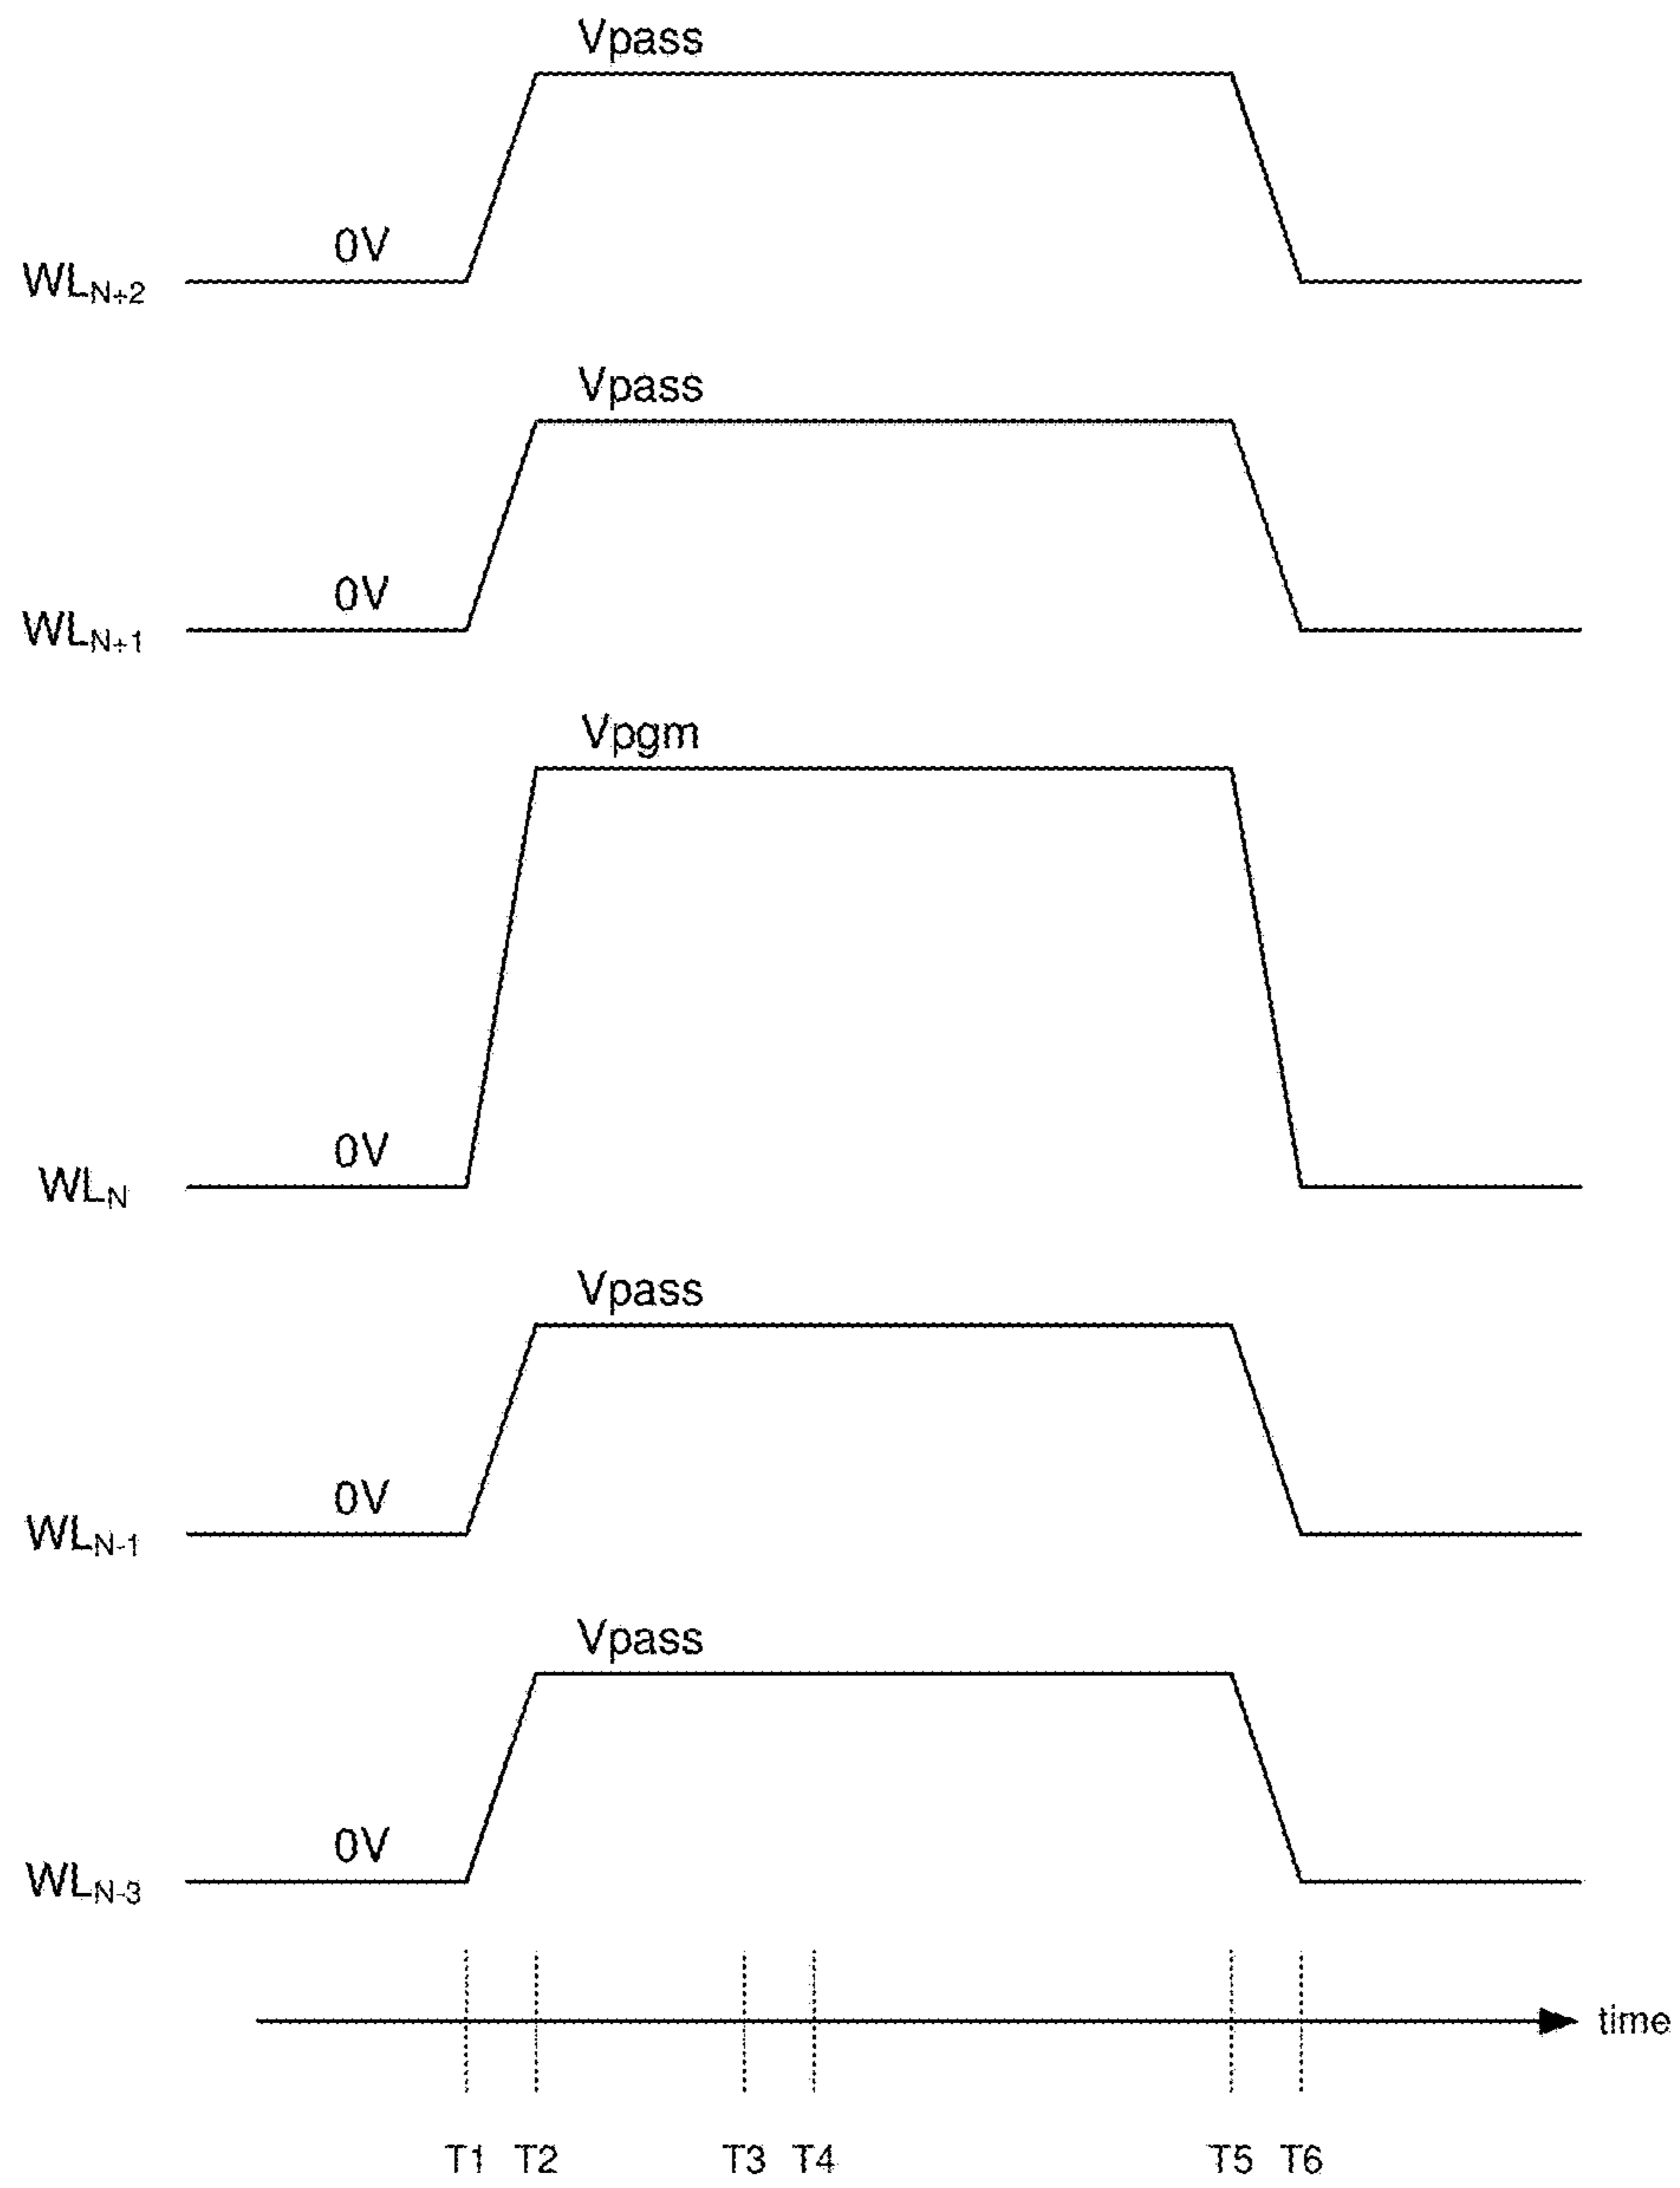 Vpass
0V
WLN+2
Vpass
0V
WLN+1
Vpgm
0V
WLN
Vpass
0V
WLN-1
Vpass
0V
WLN-3
time
T1 T2 T3 T4 T5 T6